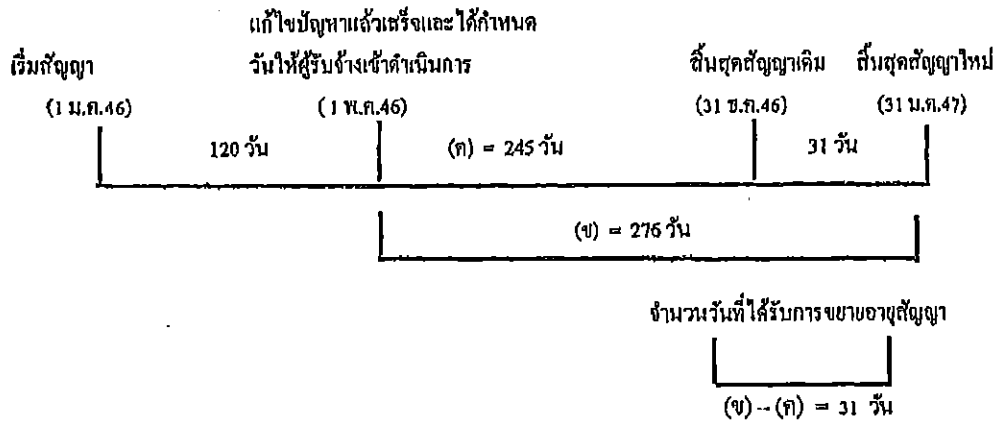 แก้ไขปัญหาแล้วเสร็จและได้กำหนด
เริ่มสัญญา วันให้ผู้รับจ้างเข้าดำเนินการ สิ้นสุดสัญญาเดิม สิ้นสุดสัญญาใหม่
(1 ม.ค.46) (1 พ.ค.46) (31 ธ.ค.46) (31 ม.ค.47)
120 วัน (ค) = 245 วัน 31 วัน
(ข) = 276 วัน
จำนวนวันที่ได้รับการขยายอายุสัญญา
(ข) - (ค) = 31 วัน